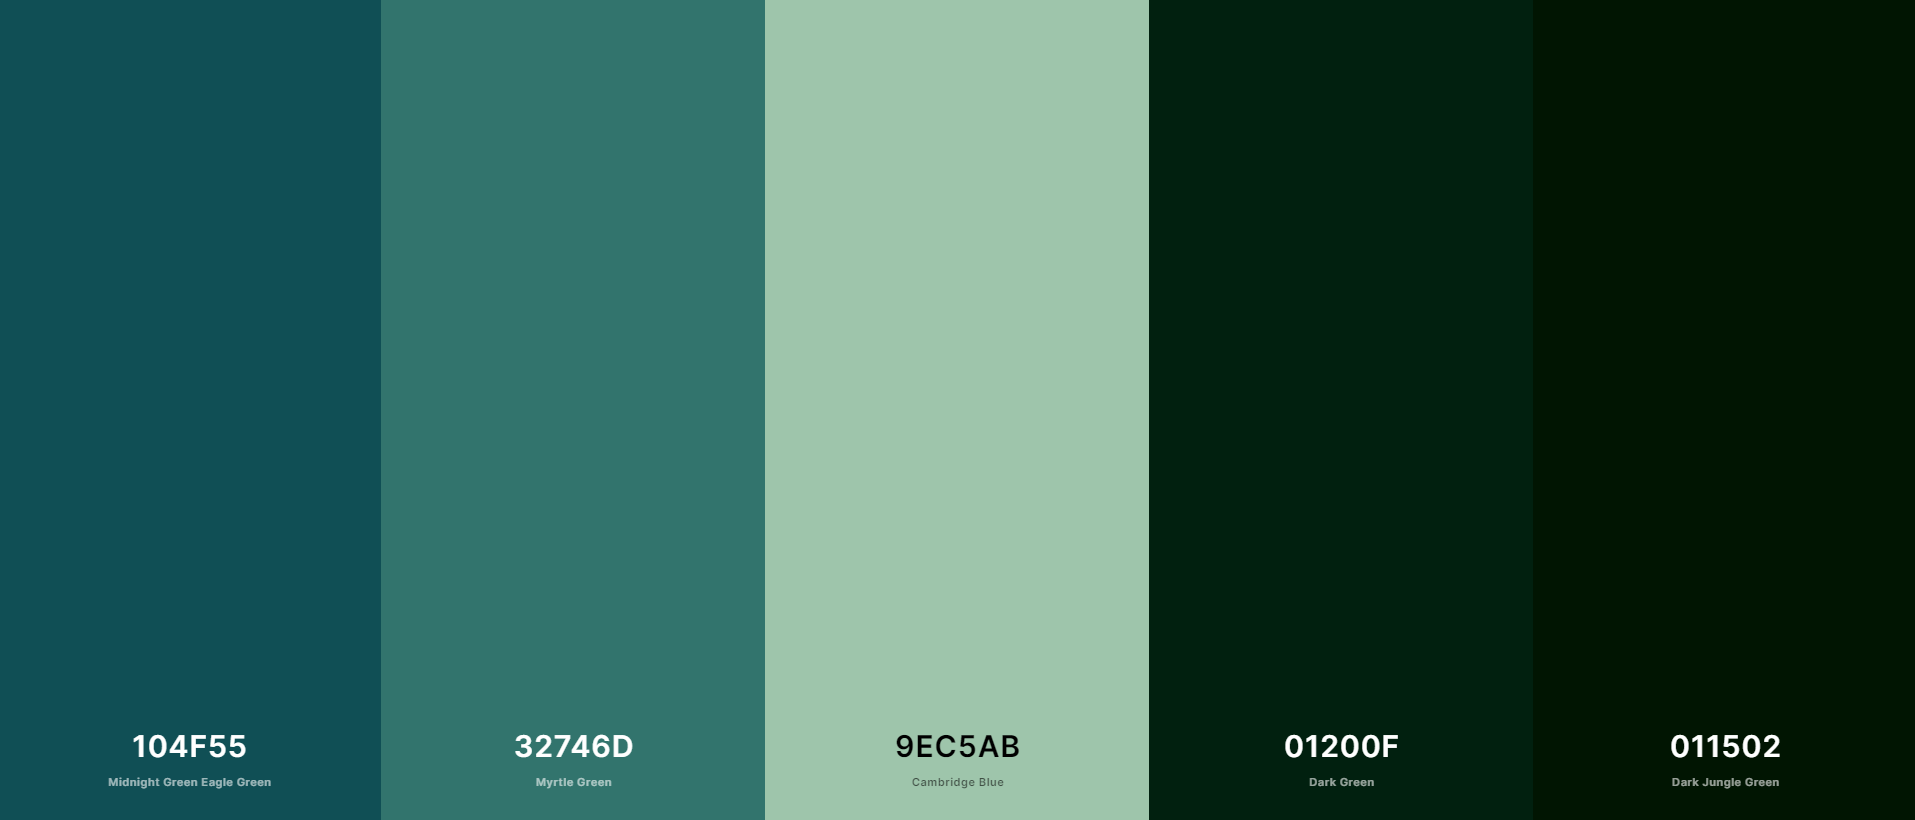 104F55
Midnight Green Eagle Green
32746D
Myrtle Green
9EC5AB
Cambridge Blue
01200F
Dark Green
011502
Dark Jungle Green